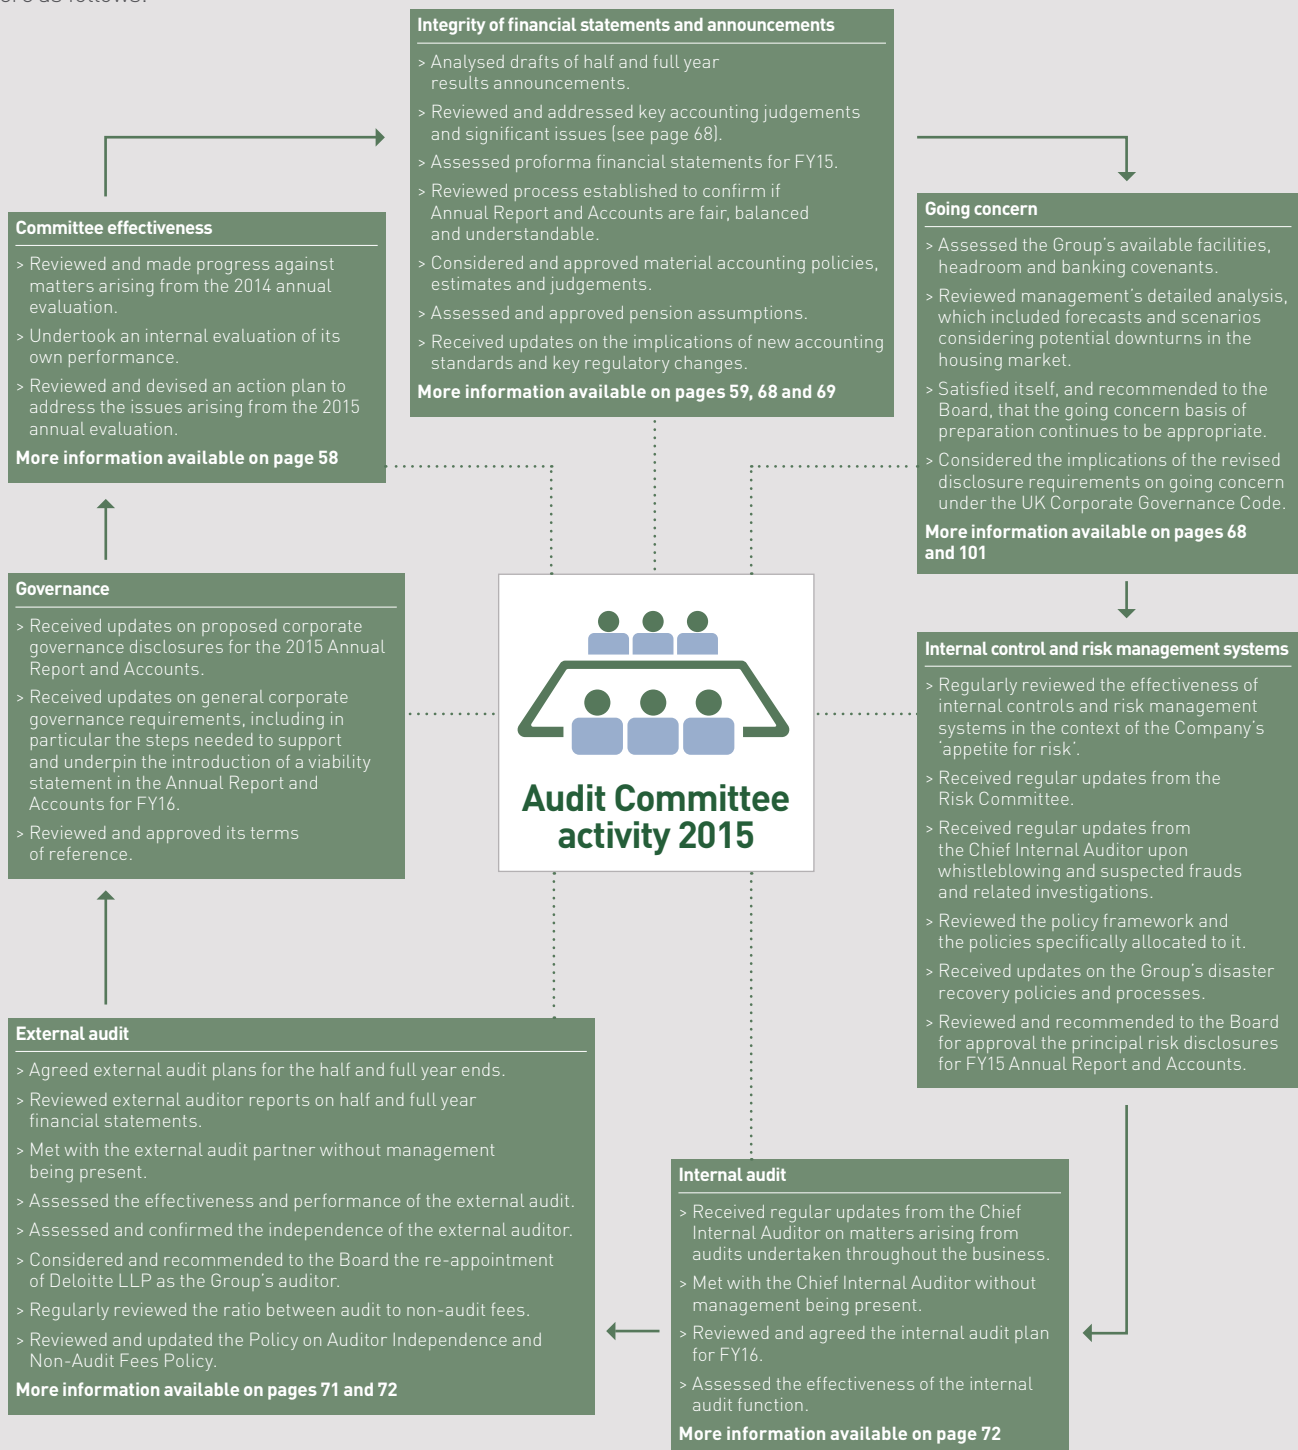 Integrity of financial statements and announcements
> Analysed drafts of half and full year
results announcements.
> Reviewed and addressed key accounting judgements
and significant issues (see page 68).
> Assessed proforma financial statements for FY15.
> Reviewed process established to confirm if
Annual Report and Accounts are fair, balanced
and understandable.
> Considered and approved material accounting policies,
estimates and judgements.
> Assessed and approved pension assumptions.
> Received updates on the implications of new accounting
standards and key regulatory changes.
More information available on pages 59, 68 and 69
Going concern
> Assessed the Group's available facilities,
headroom and banking covenants.
> Reviewed management's detailed analysis,
which included forecasts and scenarios
considering potential downturns in the
housing market.
> Satisfied itself, and recommended to the
Board, that the going concern basis of
preparation continues to be appropriate.
> Considered the implications of the revised
disclosure requirements on going concern
under the UK Corporate Governance Code.
More information available on pages 68
and 101
Internal control and risk management systems
> Regularly reviewed the effectiveness of
internal controls and risk management
systems in the context of the Company's
'appetite for risk'.
> Received regular updates from the
Risk Committee.
> Received regular updates from
the Chief Internal Auditor upon
whistleblowing and suspected frauds
and related investigations.
> Reviewed the policy framework and
the policies specifically allocated to it.
> Received updates on the Group's disaster
recovery policies and processes.
> Reviewed and recommended to the Board
for approval the principal risk disclosures
for FY15 Annual Report and Accounts.
Internal audit
> Received regular updates from the Chief
Internal Auditor on matters arising from
audits undertaken throughout the business.
> Met with the Chief Internal Auditor without
management being present.
> Reviewed and agreed the internal audit plan
for FY16.
> Assessed the effectiveness of the internal
audit function.
More information available on page 72
External audit
> Agreed external audit plans for the half and full year ends.
> Reviewed external auditor reports on half and full year
financial statements.
> Met with the external audit partner without management
being present.
> Assessed the effectiveness and performance of the external audit.
> Assessed and confirmed the independence of the external auditor.
> Considered and recommended to the Board the re-appointment
of Deloitte LLP as the Group's auditor.
> Regularly reviewed the ratio between audit to non-audit fees.
> Reviewed and updated the Policy on Auditor Independence and
Non-Audit Fees Policy.
More information available on pages 71 and 72
Governance
> Received updates on proposed corporate
governance disclosures for the 2015 Annual
Report and Accounts.
> Received updates on general corporate
governance requirements, including in
particular the steps needed to support
and underpin the introduction of a viability
statement in the Annual Report and
Accounts for FY16.
> Reviewed and approved its terms
of reference.
Committee effectiveness
> Reviewed and made progress against
matters arising from the 2014 annual
evaluation.
> Undertook an internal evaluation of its
own performance.
> Reviewed and devised an action plan to
address the issues arising from the 2015
annual evaluation.
More information available on page 58
Audit Committee
activity 2015